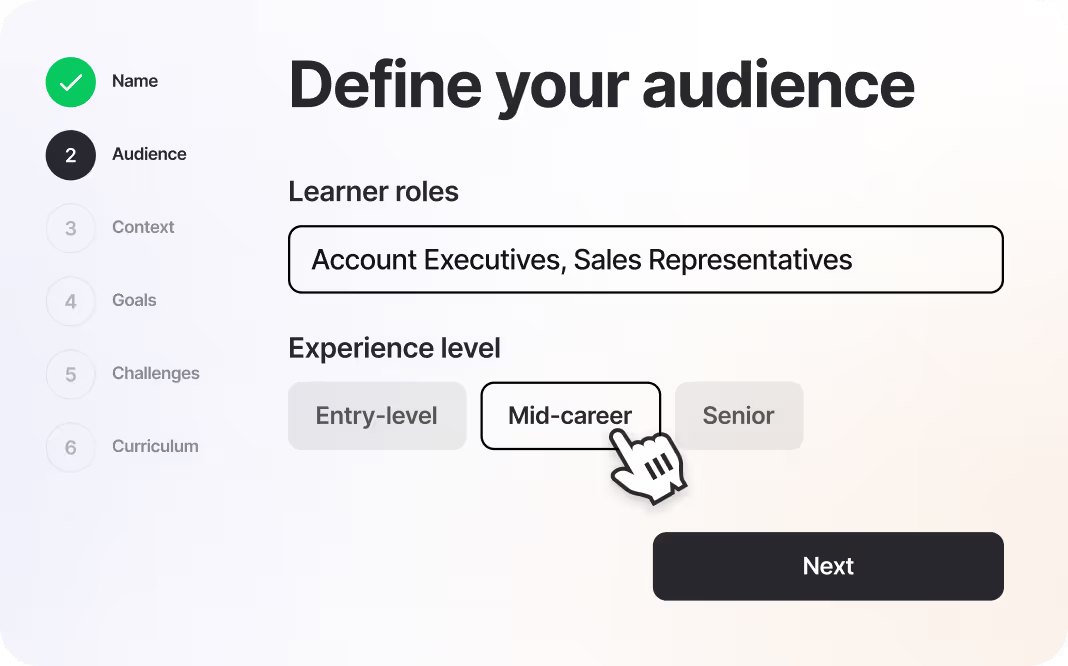 Name
2
Audience
3
Context
4
Goals
5
Challenges
6
Curriculum
Define your audience
Learner roles
Account Executives, Sales Representatives
Experience level
Entry-level
Mid-career
Senior
Next